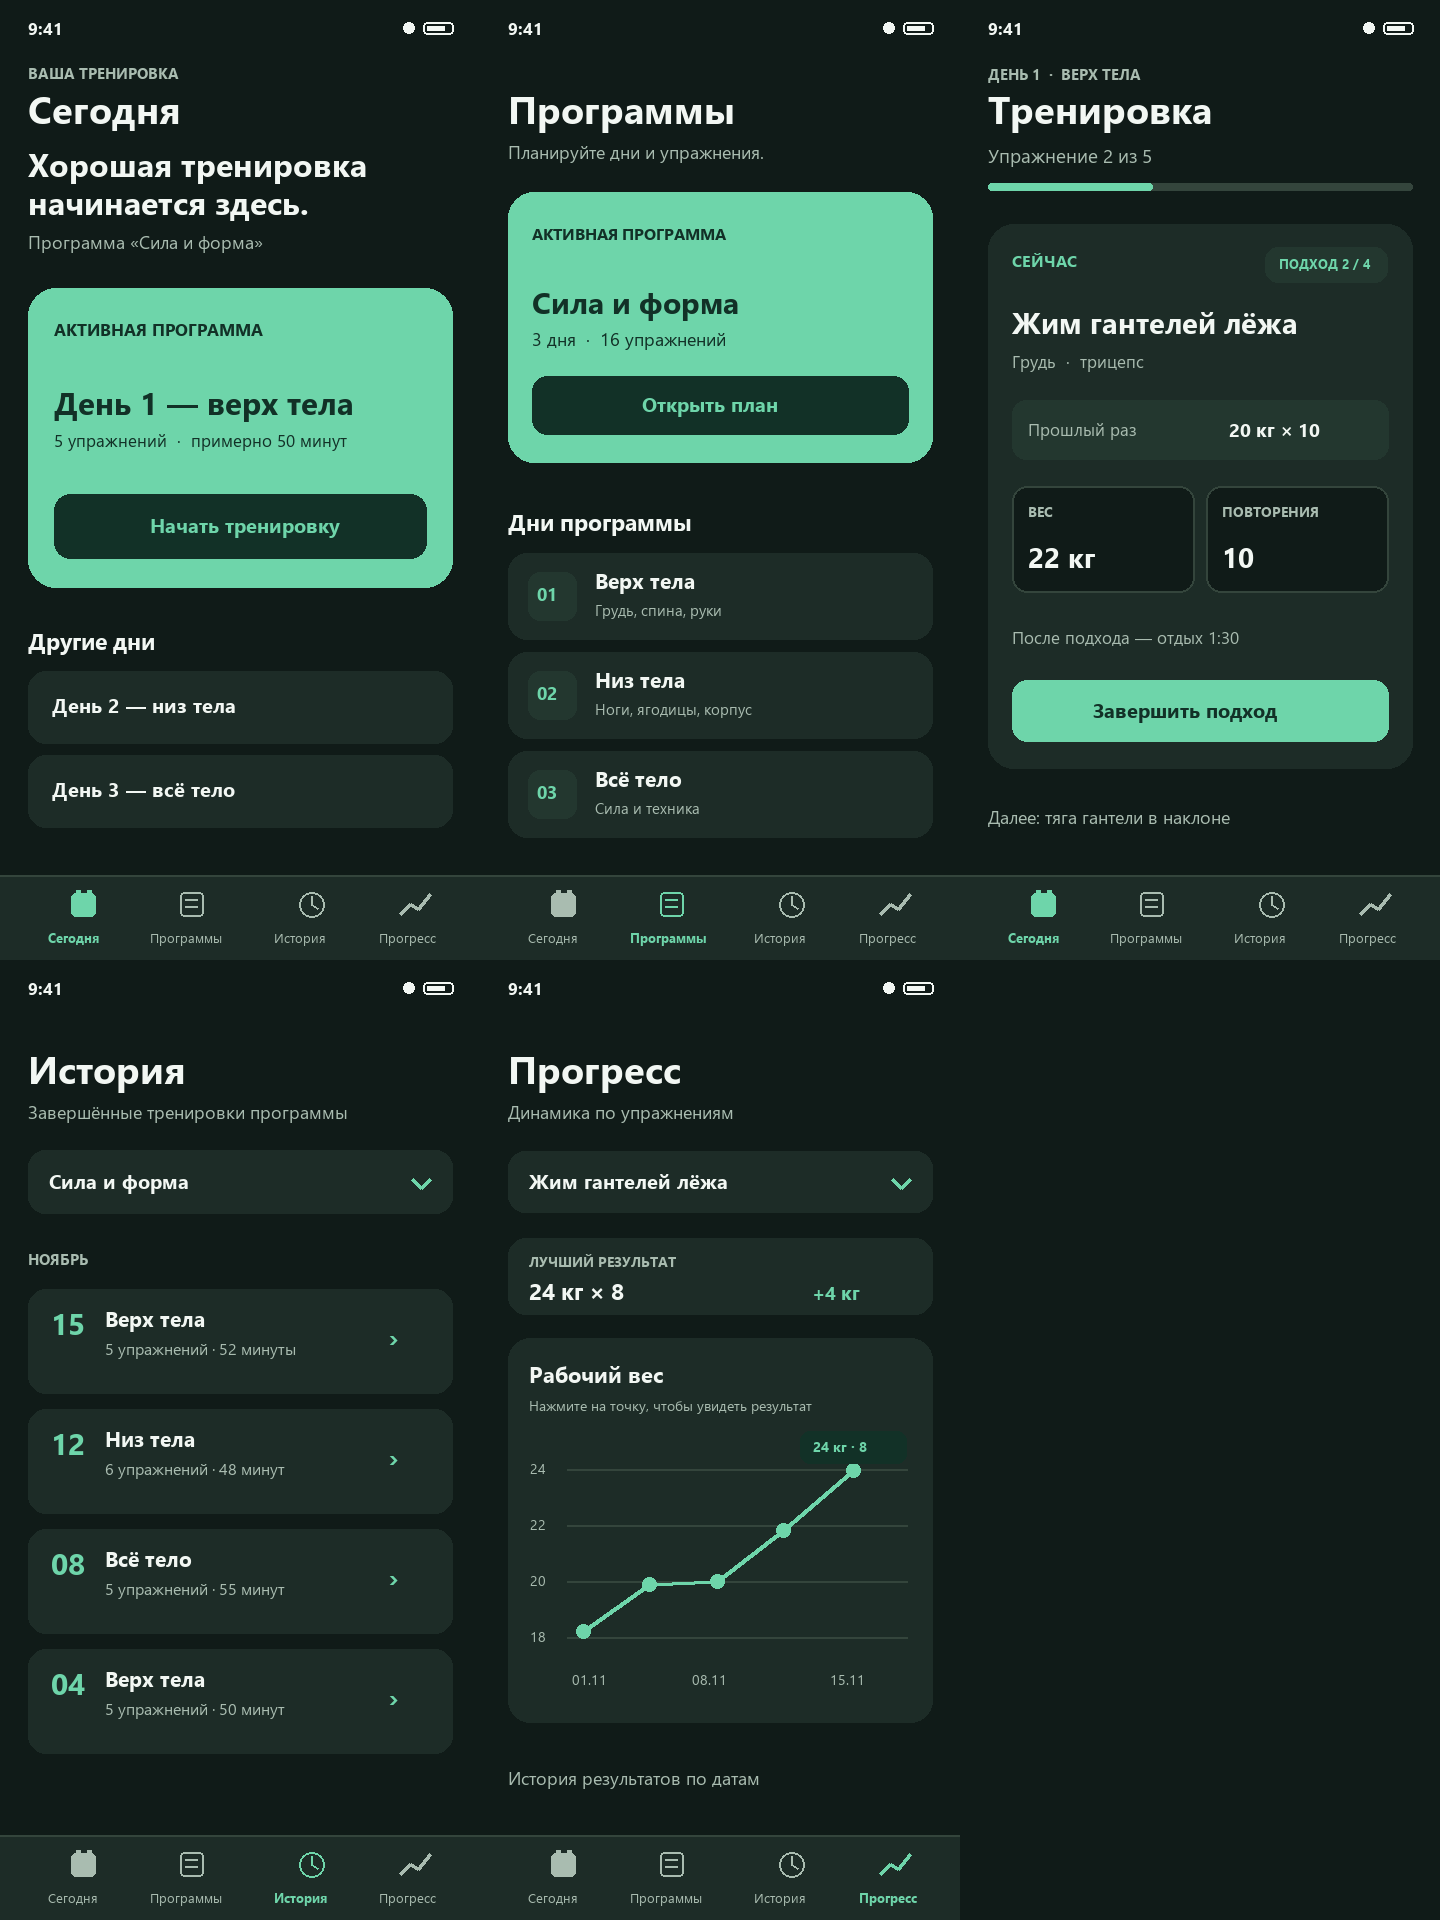 9:41
ВАША ТРЕНИРОВКА
Сегодня
Хорошая тренировка
начинается здесь.
Программа «Сила и форма»
АКТИВНАЯ ПРОГРАММА
День 1 — верх тела
5 упражнений · примерно 50 минут
Начать тренировку
Другие дни
День 2 — низ тела
День 3 — всё тело
Сегодня
Программы
История
Прогресс
9:41
Программы
Планируйте дни и упражнения.
АКТИВНАЯ ПРОГРАММА
Сила и форма
3 дня · 16 упражнений
Открыть план
Дни программы
01
Верх тела
Грудь, спина, руки
02
Низ тела
Ноги, ягодицы, корпус
03
Всё тело
Сила и техника
Сегодня
Программы
История
Прогресс
9:41
ДЕНЬ 1 · ВЕРХ ТЕЛА
Тренировка
Упражнение 2 из 5
СЕЙЧАС
ПОДХОД 2 / 4
Жим гантелей лёжа
Грудь · трицепс
Прошлый раз
20 кг × 10
ВЕС
22 кг
ПОВТОРЕНИЯ
10
После подхода — отдых 1:30
Завершить подход
Далее: тяга гантели в наклоне
Сегодня
Программы
История
Прогресс
9:41
История
Завершённые тренировки программы
Сила и форма
НОЯБРЬ
15
Верх тела
5 упражнений · 52 минуты
›
12
Низ тела
6 упражнений · 48 минут
›
08
Всё тело
5 упражнений · 55 минут
›
04
Верх тела
5 упражнений · 50 минут
›
Сегодня
Программы
История
Прогресс
9:41
Прогресс
Динамика по упражнениям
Жим гантелей лёжа
ЛУЧШИЙ РЕЗУЛЬТАТ
24 кг × 8
+4 кг
Рабочий вес
Нажмите на точку, чтобы увидеть результат
24 кг · 8
24
22
20
18
01.11
08.11
15.11
История результатов по датам
Сегодня
Программы
История
Прогресс